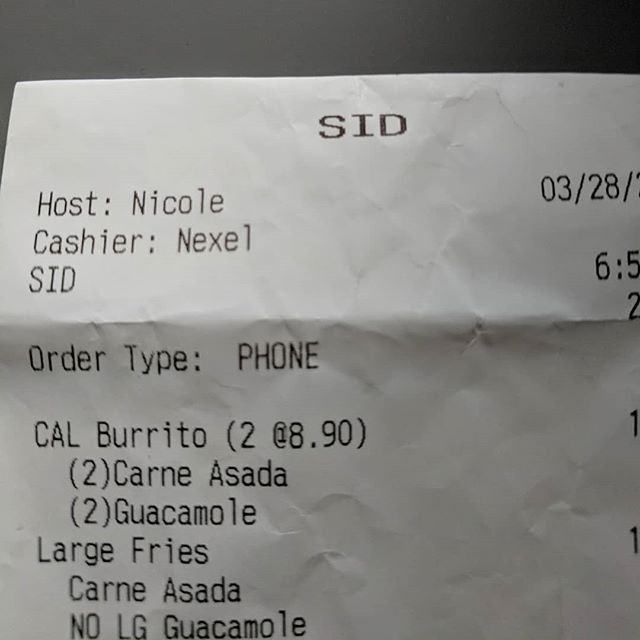 SID
Host: Nicole 03/28/
Cashier: Nexel
SID 6:5
2
Order Type: PHONE
CAL Burrito (2 @8.90) 1
(2)Carne Asada
(2)Guacamole
Large Fries 1
Carne Asada
NO LG Guacamole